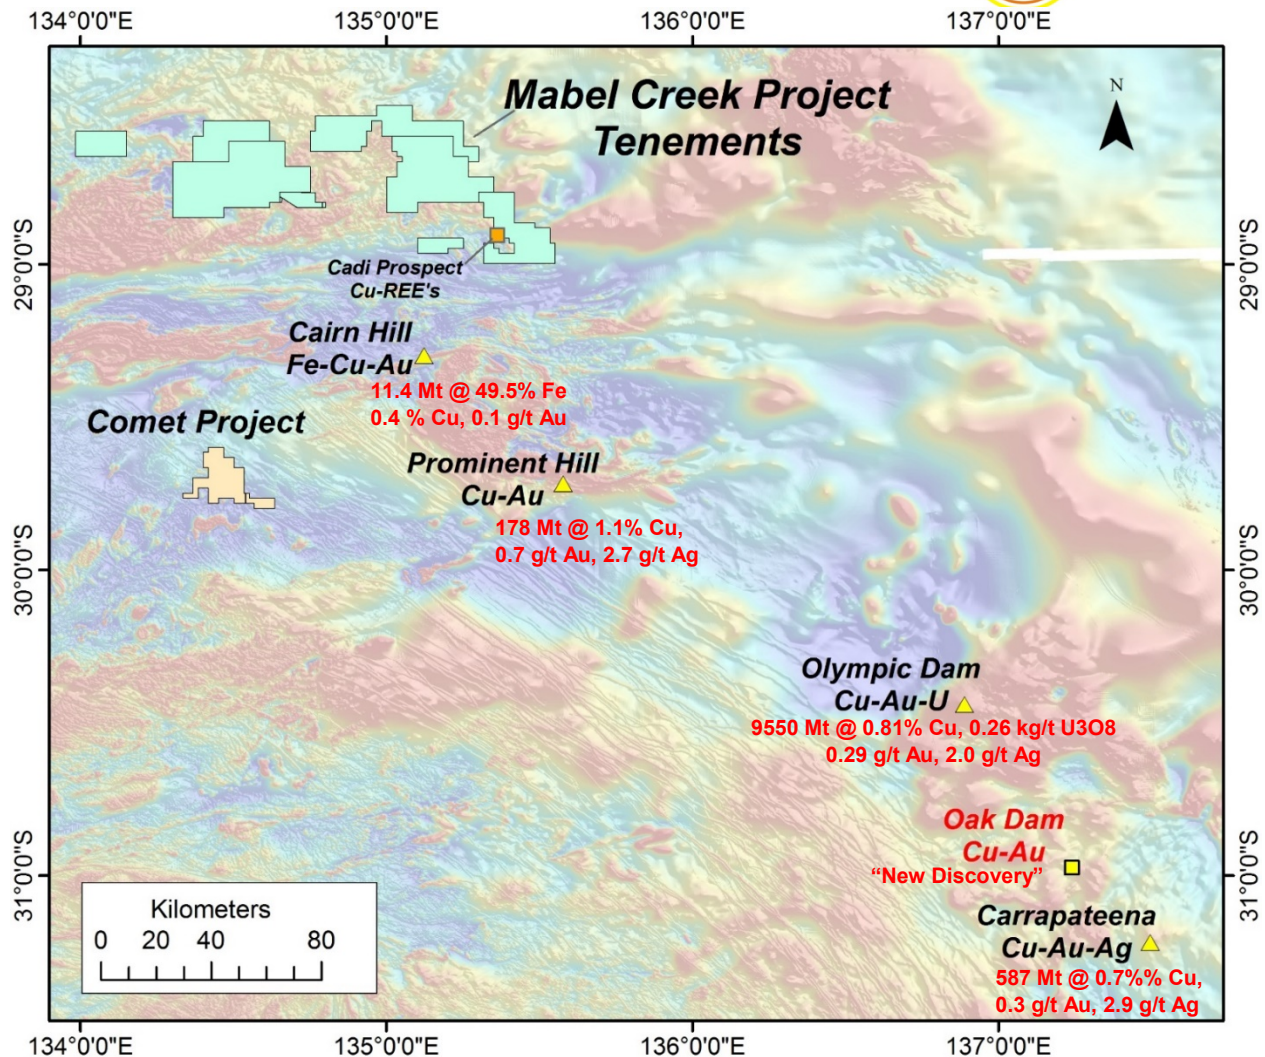 134°0'0"E
135°0'0"E
136°0'0"E
137°0'0"E
Mabel Creek Project
Tenements
N
29°0'0"S
29°0'0"S
Cadi Prospect
Cu-REE's
Cairn Hill
Fe-Cu-Au
11.4 Mt @ 49.5% Fe
0.4 % Cu, 0.1 g/t Au
Comet Project
Prominent Hill
Cu-Au
178 Mt @ 1.1% Cu,
0.7 g/t Au, 2.7 g/t Ag
30°0'0"S
30°0'0"S
Olympic Dam
Cu-Au-U
9550 Mt @ 0.81% Cu, 0.26 kg/t U3O8
0.29 g/t Au, 2.0 g/t Ag
Oak Dam
Cu-Au
“New Discovery”
31°0'0"S
31°0'0"S
Carrapateena
Cu-Au-Ag
587 Mt @ 0.7%% Cu,
0.3 g/t Au, 2.9 g/t Ag
Kilometers
0 20 40 80
134°0'0"E
135°0'0"E
136°0'0"E
137°0'0"E